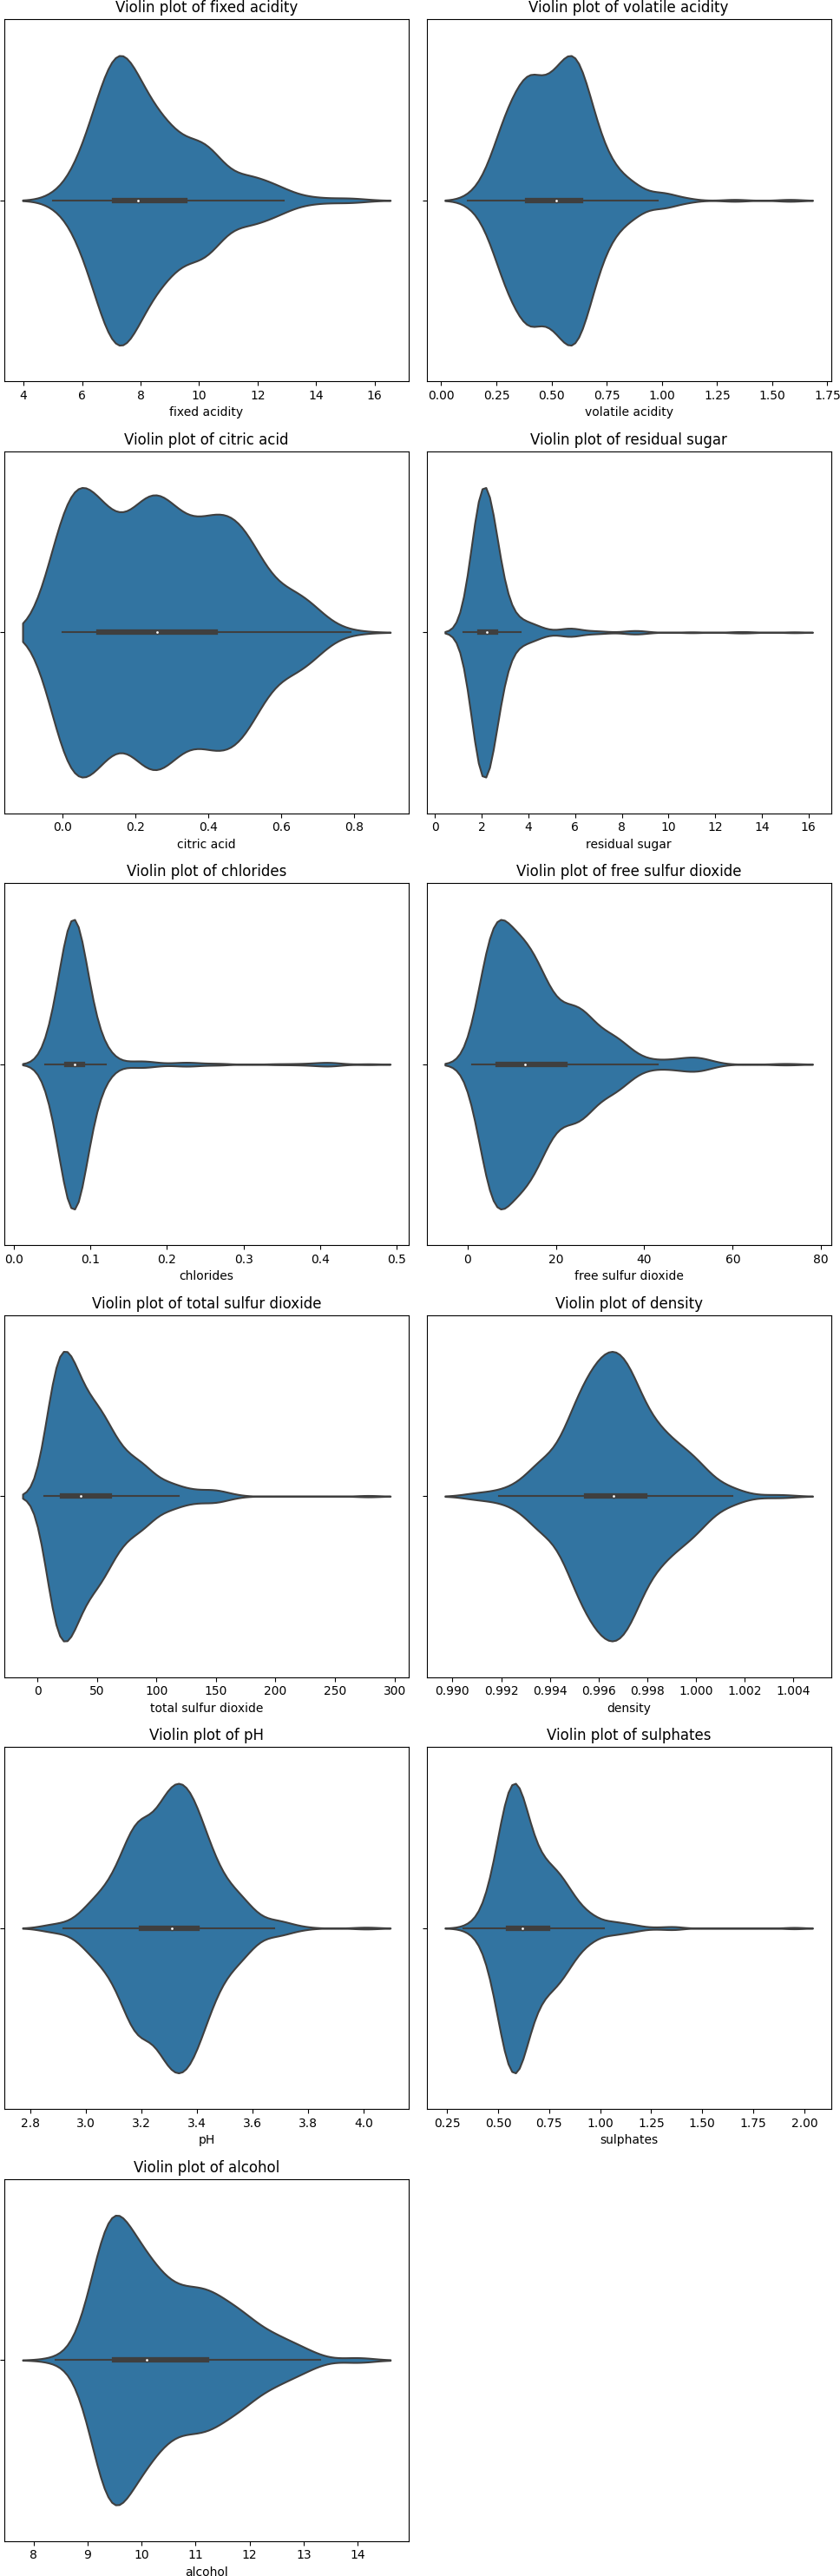 Violin plot of fixed acidity
4 6 8 10 12 14 16
fixed acidity
Violin plot of volatile acidity
0.00 0.25 0.50 0.75 1.00 1.25 1.50 1.75
volatile acidity
Violin plot of citric acid
0.0 0.2 0.4 0.6 0.8
citric acid
Violin plot of residual sugar
0 2 4 6 8 10 12 14 16
residual sugar
Violin plot of chlorides
0.0 0.1 0.2 0.3 0.4 0.5
chlorides
Violin plot of free sulfur dioxide
0 20 40 60 80
free sulfur dioxide
Violin plot of total sulfur dioxide
0 50 100 150 200 250 300
total sulfur dioxide
Violin plot of density
0.990 0.992 0.994 0.996 0.998 1.000 1.002 1.004
density
Violin plot of pH
2.8 3.0 3.2 3.4 3.6 3.8 4.0
pH
Violin plot of sulphates
0.25 0.50 0.75 1.00 1.25 1.50 1.75 2.00
sulphates
Violin plot of alcohol
8 9 10 11 12 13 14
alcohol